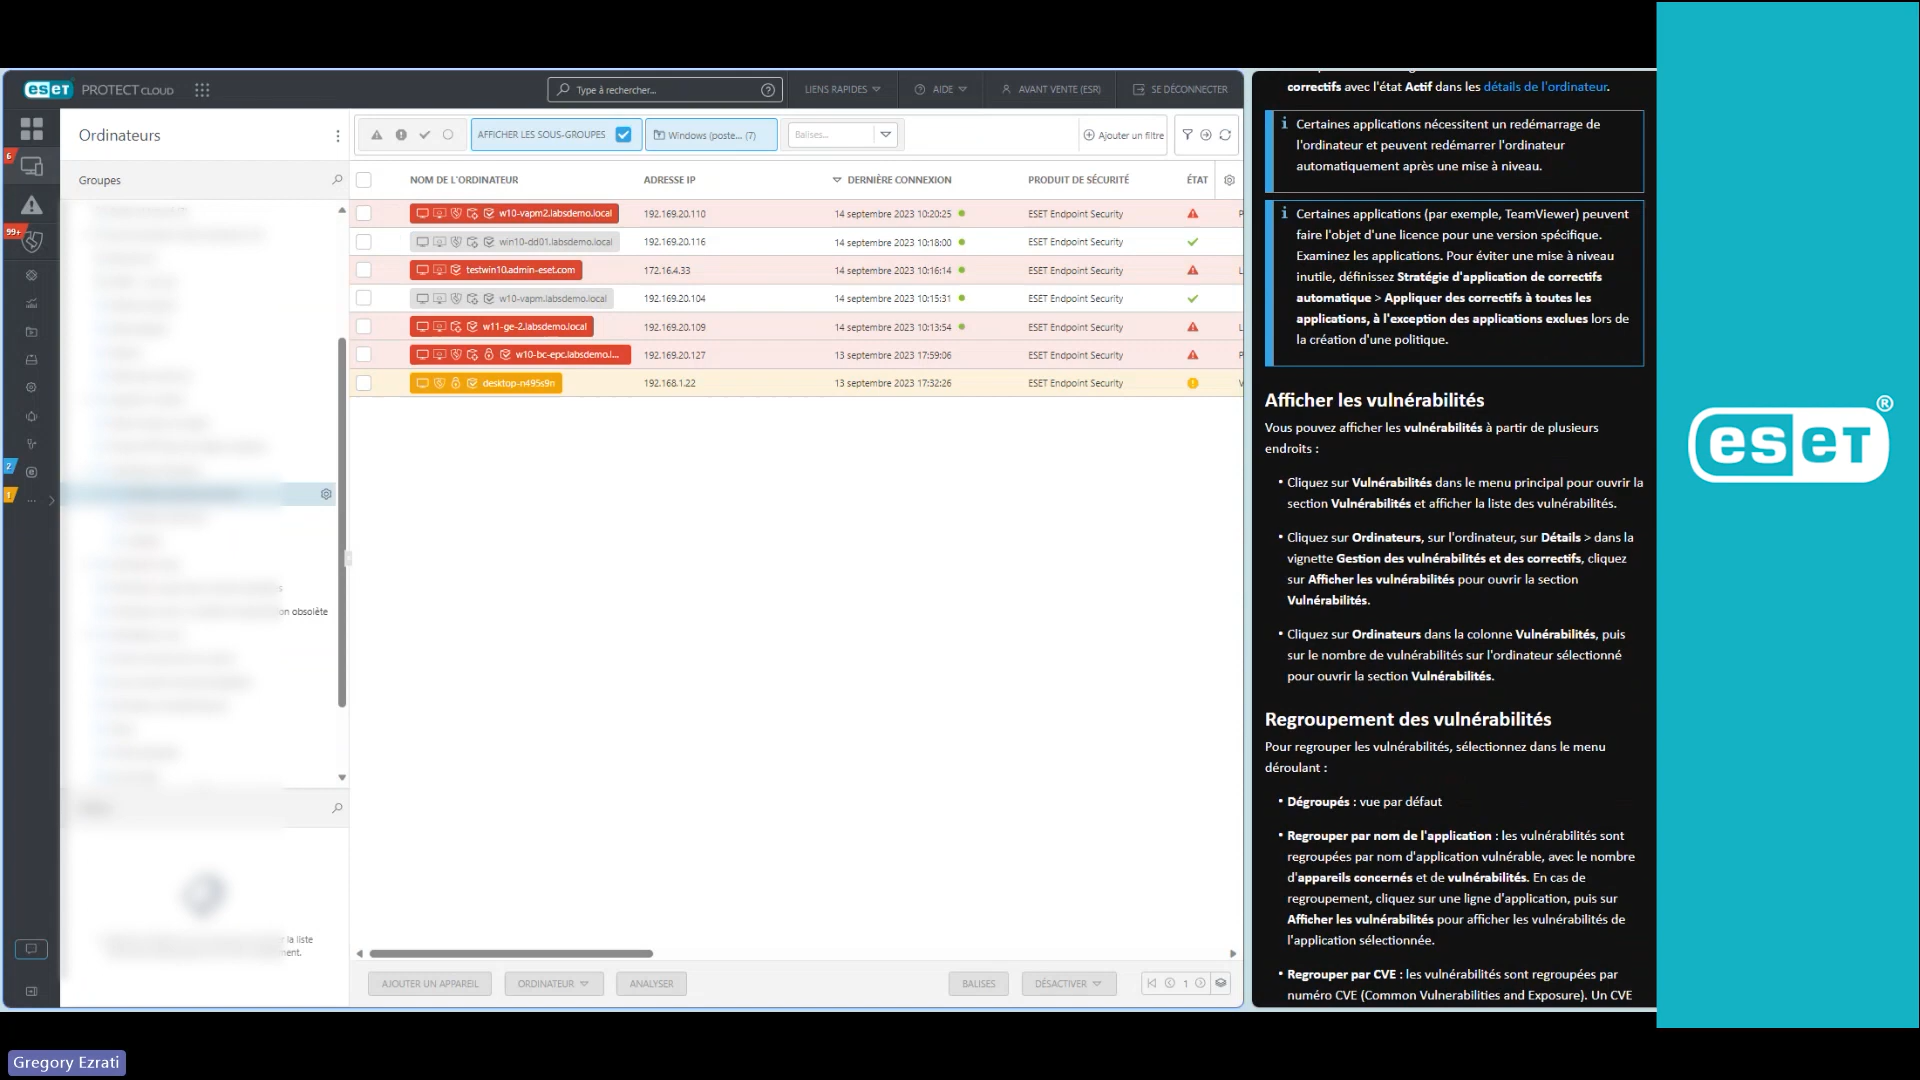 eset PROTECT CLOUD
Type à rechercher...
LIENS RAPIDES
AIDE
AVANT VENTE (ESR)
SE DÉCONNECTER
6
99+
2
1
Ordinateurs
Groupes
AFFICHER LES SOUS-GROUPES
Windows (poste... (7)
Balises...
Ajouter un filtre
NOM DE L'ORDINATEUR ADRESSE IP DERNIÈRE CONNEXION PRODUIT DE SÉCURITÉ ÉTAT
w10-vapm2.labsdemo.local 192.169.20.110 14 septembre 2023 10:20:25 ESET Endpoint Security P
win10-dd01.labsdemo.local 192.169.20.116 14 septembre 2023 10:18:00 ESET Endpoint Security
testwin10.admin-eset.com 172.16.4.33 14 septembre 2023 10:16:14 ESET Endpoint Security L
w10-vapm.labsdemo.local 192.169.20.104 14 septembre 2023 10:15:31 ESET Endpoint Security
w11-ge-2.labsdemo.local 192.169.20.109 14 septembre 2023 10:13:54 ESET Endpoint Security L
w10-bc-epc.labsdemo.l... 192.169.20.127 13 septembre 2023 17:59:06 ESET Endpoint Security P
desktop-n495s9n 192.168.1.22 13 septembre 2023 17:32:26 ESET Endpoint Security V
on obsolète
la liste
ent.
AJOUTER UN APPAREIL
ORDINATEUR
ANALYSER
BALISES
DÉSACTIVER
1
correctifs avec l'état Actif dans les détails de l'ordinateur.
Certaines applications nécessitent un redémarrage de
l'ordinateur et peuvent redémarrer l'ordinateur
automatiquement après une mise à niveau.
Certaines applications (par exemple, TeamViewer) peuvent
faire l'objet d'une licence pour une version spécifique.
Examinez les applications. Pour éviter une mise à niveau
inutile, définissez Stratégie d'application de correctifs
automatique > Appliquer des correctifs à toutes les
applications, à l'exception des applications exclues lors de
la création d'une politique.
Afficher les vulnérabilités
Vous pouvez afficher les vulnérabilités à partir de plusieurs
endroits :
• Cliquez sur Vulnérabilités dans le menu principal pour ouvrir la
section Vulnérabilités et afficher la liste des vulnérabilités.
• Cliquez sur Ordinateurs, sur l'ordinateur, sur Détails > dans la
vignette Gestion des vulnérabilités et des correctifs, cliquez
sur Afficher les vulnérabilités pour ouvrir la section
Vulnérabilités.
• Cliquez sur Ordinateurs dans la colonne Vulnérabilités, puis
sur le nombre de vulnérabilités sur l'ordinateur sélectionné
pour ouvrir la section Vulnérabilités.
Regroupement des vulnérabilités
Pour regrouper les vulnérabilités, sélectionnez dans le menu
déroulant :
• Dégroupés : vue par défaut
• Regrouper par nom de l'application : les vulnérabilités sont
regroupées par nom d'application vulnérable, avec le nombre
d'appareils concernés et de vulnérabilités. En cas de
regroupement, cliquez sur une ligne d'application, puis sur
Afficher les vulnérabilités pour afficher les vulnérabilités de
l'application sélectionnée.
• Regrouper par CVE : les vulnérabilités sont regroupées par
numéro CVE (Common Vulnerabilities and Exposure). Un CVE
eset®
Gregory Ezrati